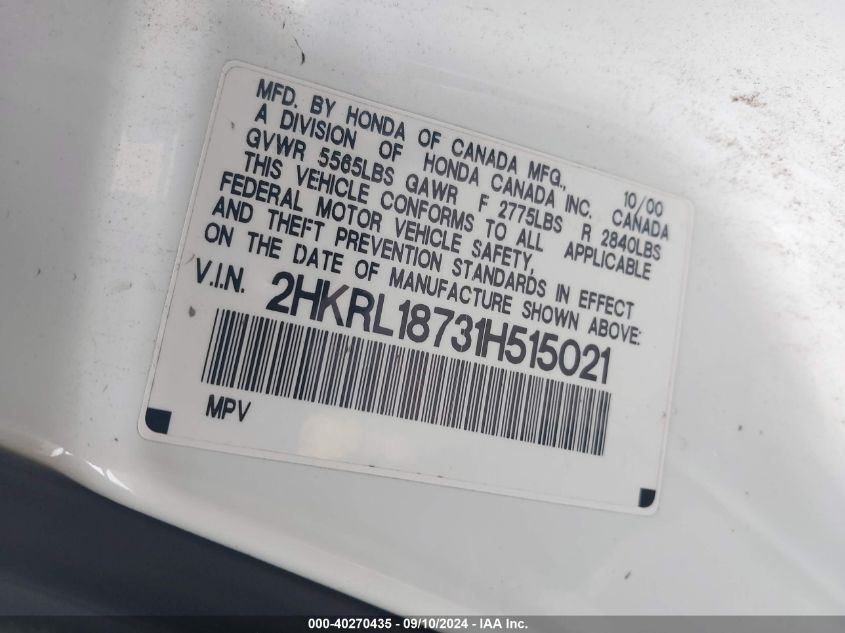 MFD. BY HONDA OF CANADA MFG., 10/00
A DIVISION OF HONDA CANADA INC. CANADA
GVWR 5565LBS GAWR F 2775LBS R 2840LBS
THIS VEHICLE CONFORMS TO ALL APPLICABLE
FEDERAL MOTOR VEHICLE SAFETY,
AND THEFT PREVENTION STANDARDS IN EFFECT
ON THE DATE OF MANUFACTURE SHOWN ABOVE:
V.I.N. 2HKRL18731H515021
MPV
000-40270435 - 09/10/2024 - IAA Inc.